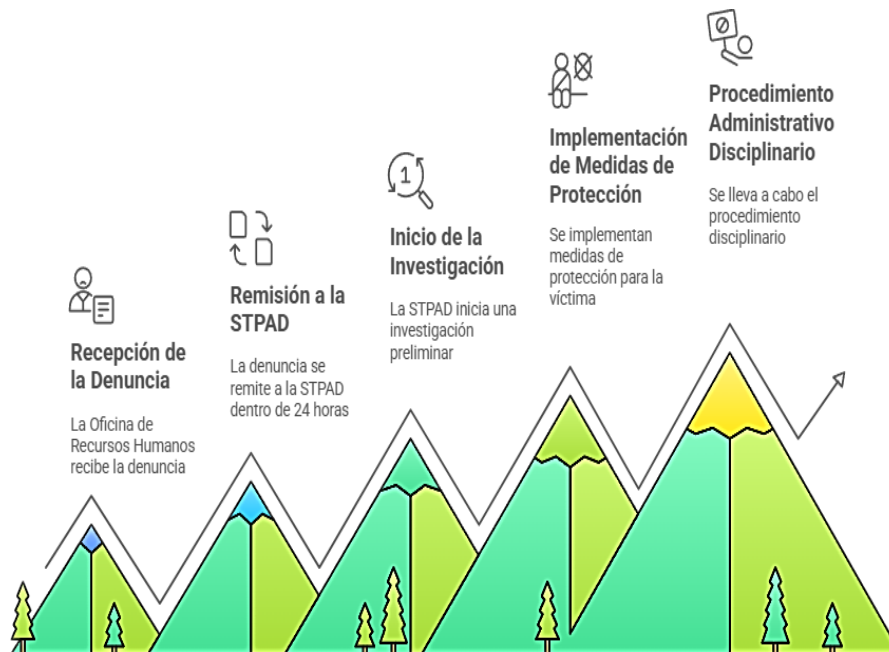 Recepción de
la Denuncia
La Oficina de
Recursos Humanos
recibe la denuncia
Remisión a la
STPAD
La denuncia se
remite a la STPAD
dentro de 24 horas
1
Inicio de la
Investigación
La STPAD inicia una
investigación
preliminar
Implementación
de Medidas de
Protección
Se implementan
medidas de
protección para la
víctima
Procedimiento
Administrativo
Disciplinario
Se lleva a cabo el
procedimiento
disciplinario